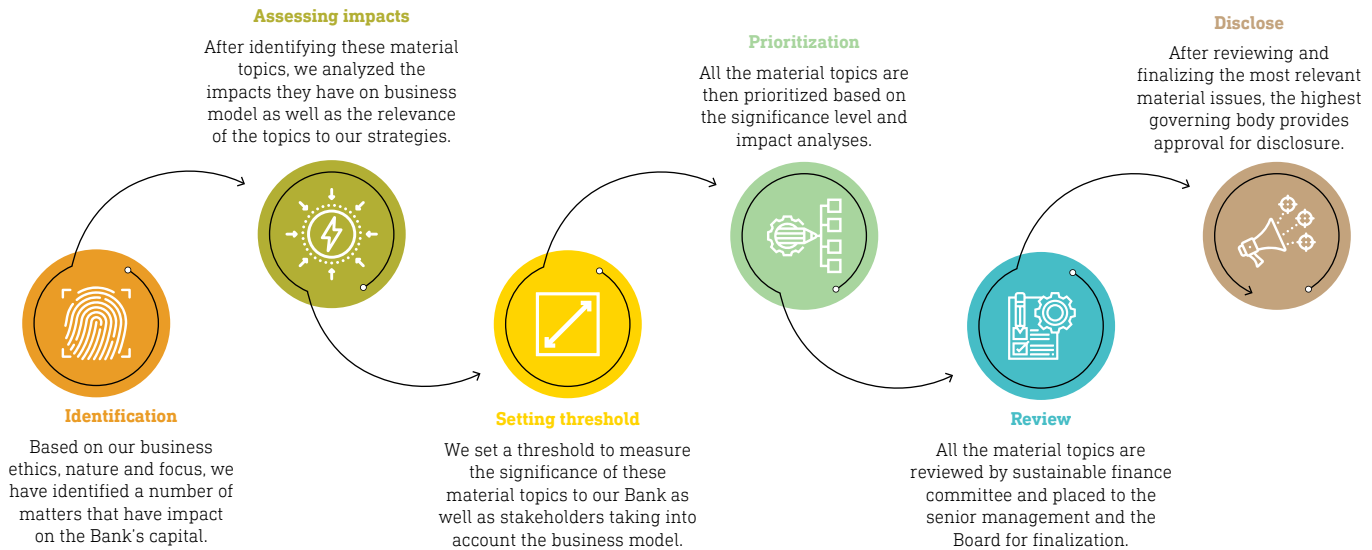 Identification
Based on our business
ethics, nature and focus, we
have identified a number of
matters that have impact
on the Bank's capital.
Assessing impacts
After identifying these material
topics, we analyzed the
impacts they have on business
model as well as the relevance
of the topics to our strategies.
Setting threshold
We set a threshold to measure
the significance of these
material topics to our Bank as
well as stakeholders taking into
account the business model.
Prioritization
All the material topics are
then prioritized based on
the significance level and
impact analyses.
Review
All the material topics are
reviewed by sustainable finance
committee and placed to the
senior management and the
Board for finalization.
Disclose
After reviewing and
finalizing the most relevant
material issues, the highest
governing body provides
approval for disclosure.